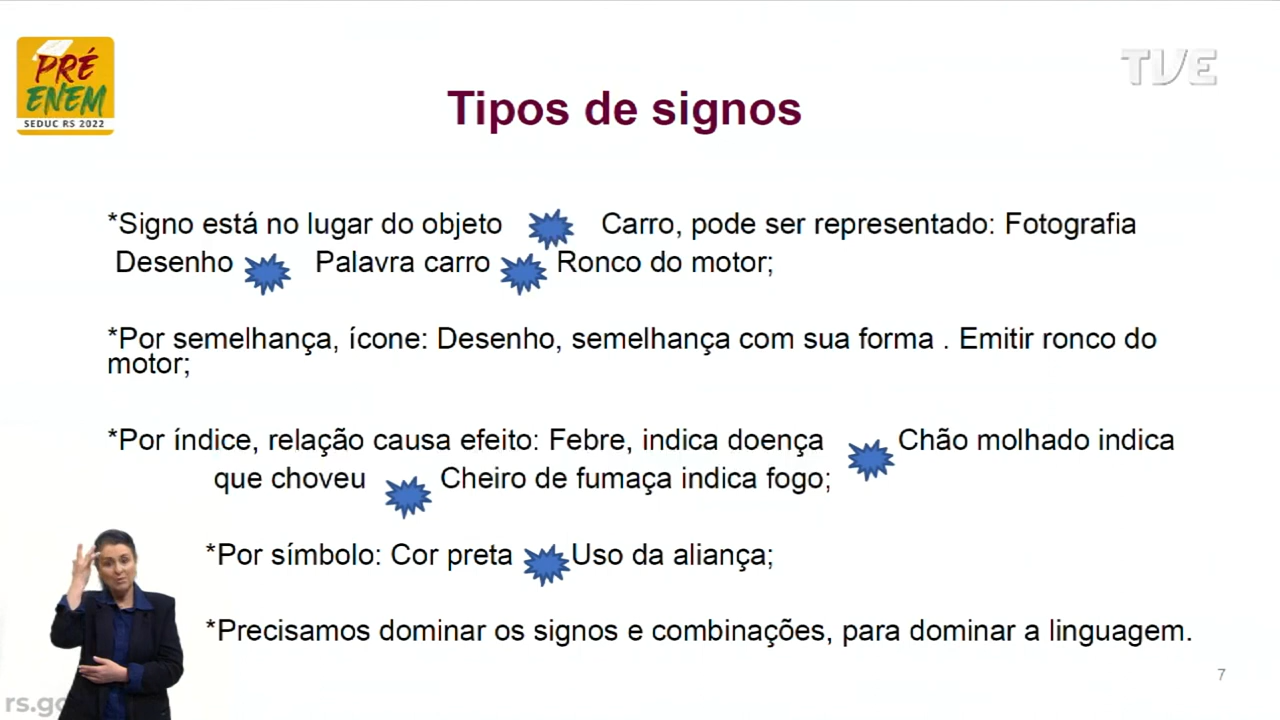 PRÉ
ENEM
SEDUC RS 2022
TVE
Tipos de signos
*Signo está no lugar do objeto Carro, pode ser representado: Fotografia
Desenho Palavra carro Ronco do motor;
*Por semelhança, ícone: Desenho, semelhança com sua forma . Emitir ronco do
motor;
*Por índice, relação causa efeito: Febre, indica doença Chão molhado indica
que choveu Cheiro de fumaça indica fogo;
*Por símbolo: Cor preta Uso da aliança;
*Precisamos dominar os signos e combinações, para dominar a linguagem.
7